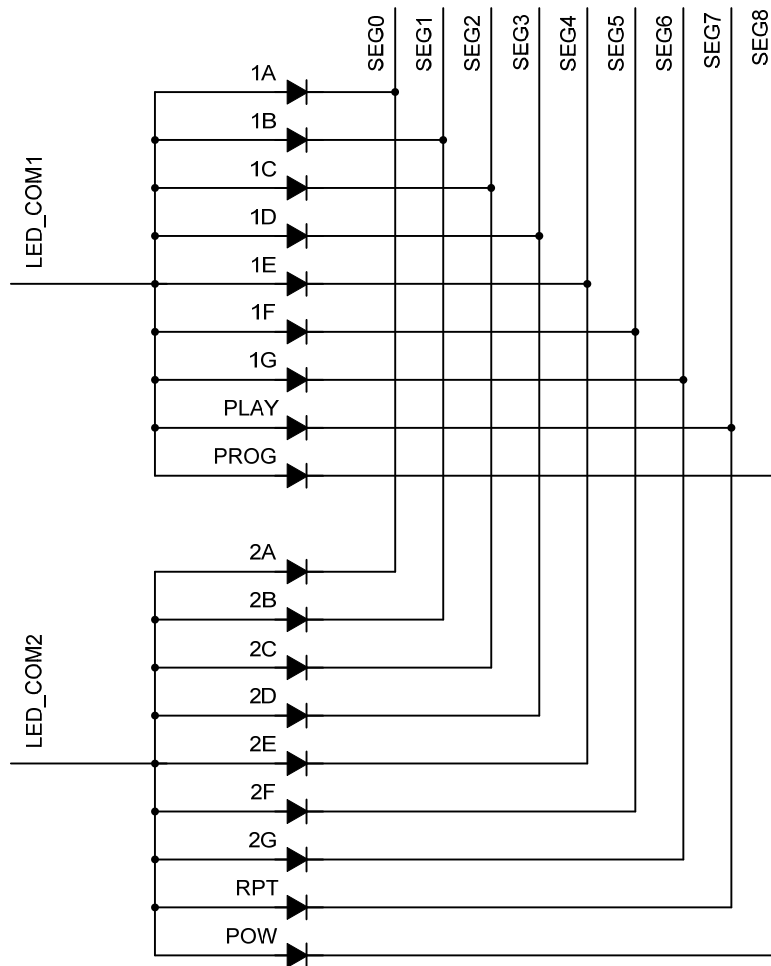 SEG0
SEG1
SEG2
SEG3
SEG4
SEG5
SEG6
SEG7
SEG8
LED_COM1
1A
1B
1C
1D
1E
1F
1G
PLAY
PROG
LED_COM2
2A
2B
2C
2D
2E
2F
2G
RPT
POW